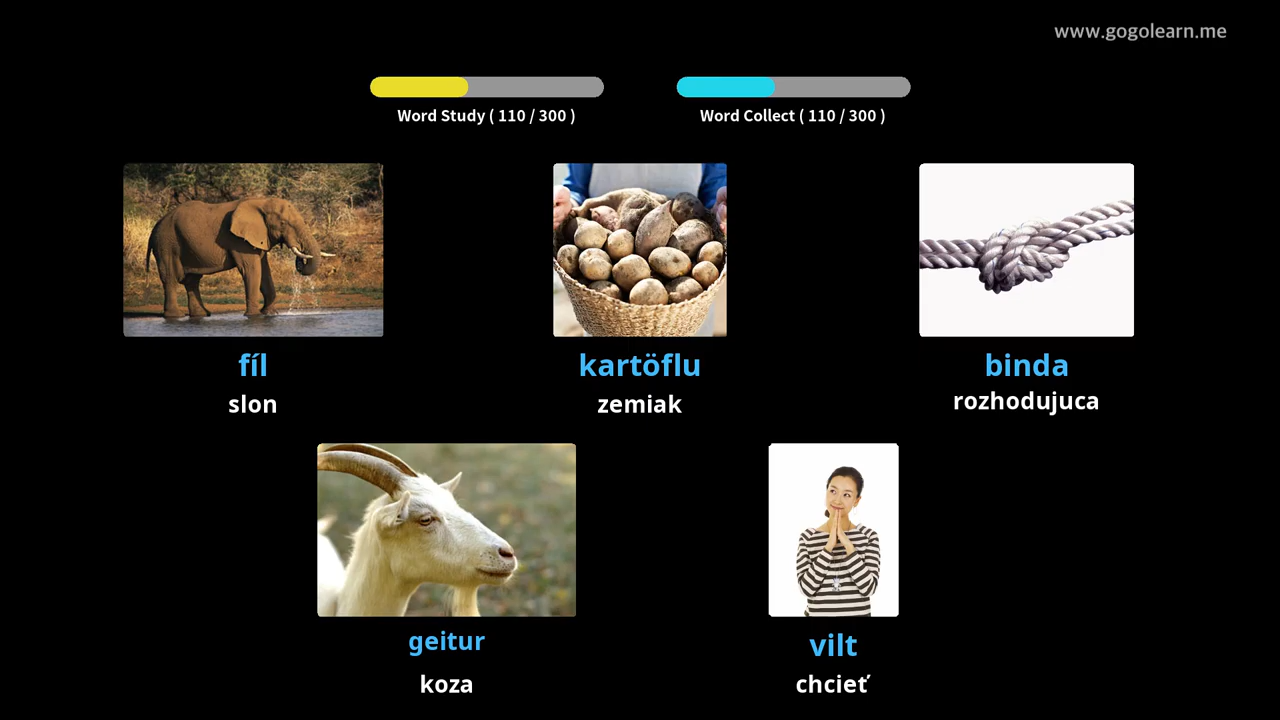 www.gogolearn.me
Word Study ( 110 / 300 )
Word Collect ( 110 / 300 )
fíl
kartöflu
binda
slon
zemiak
rozhodujuca
geitur
vilt
koza
chcieť